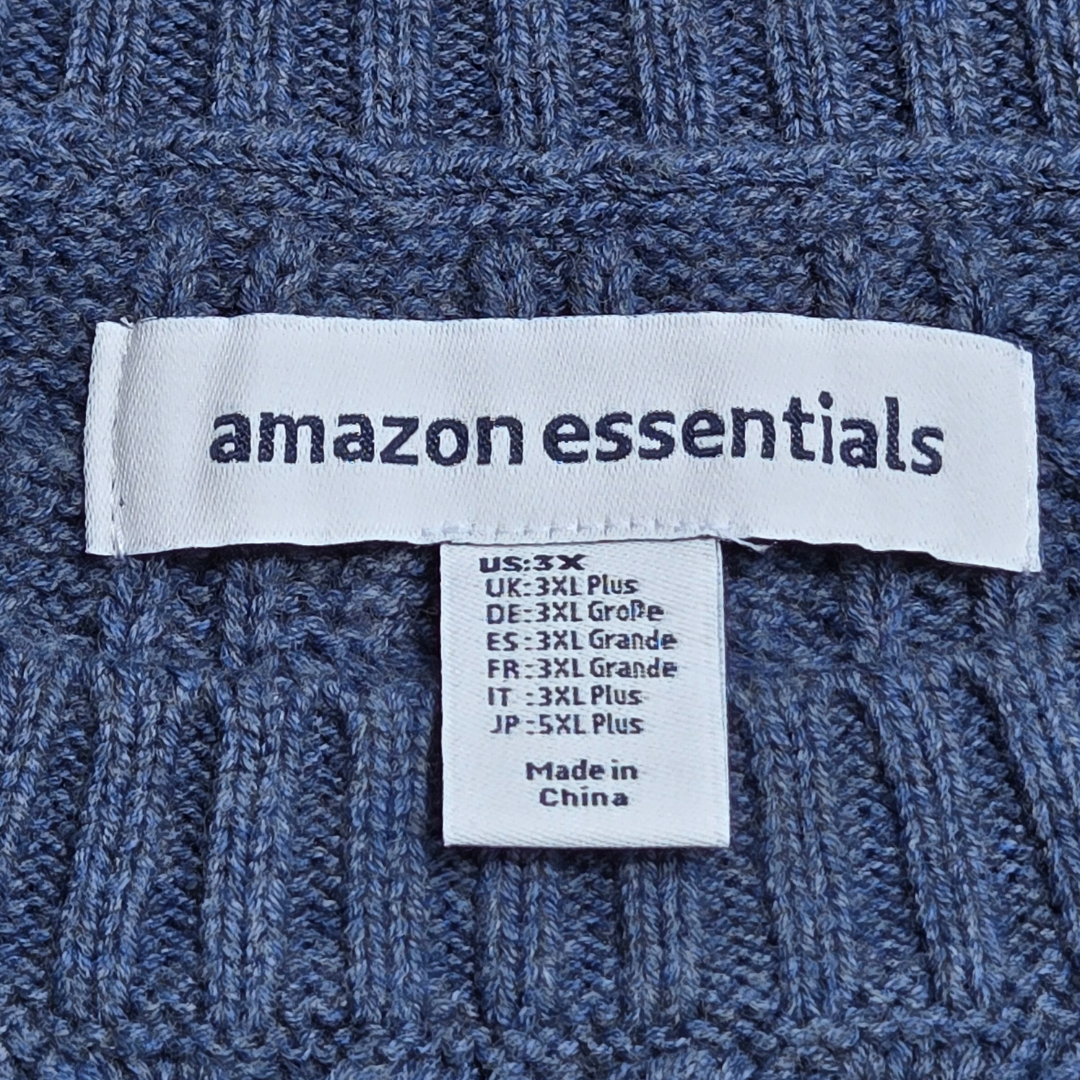 amazon essentials
US:3X
UK:3XL Plus
DE:3XL Große
ES:3XL Grande
FR:3XL Grande
IT :3XL Plus
JP:5XL Plus
Made in
China